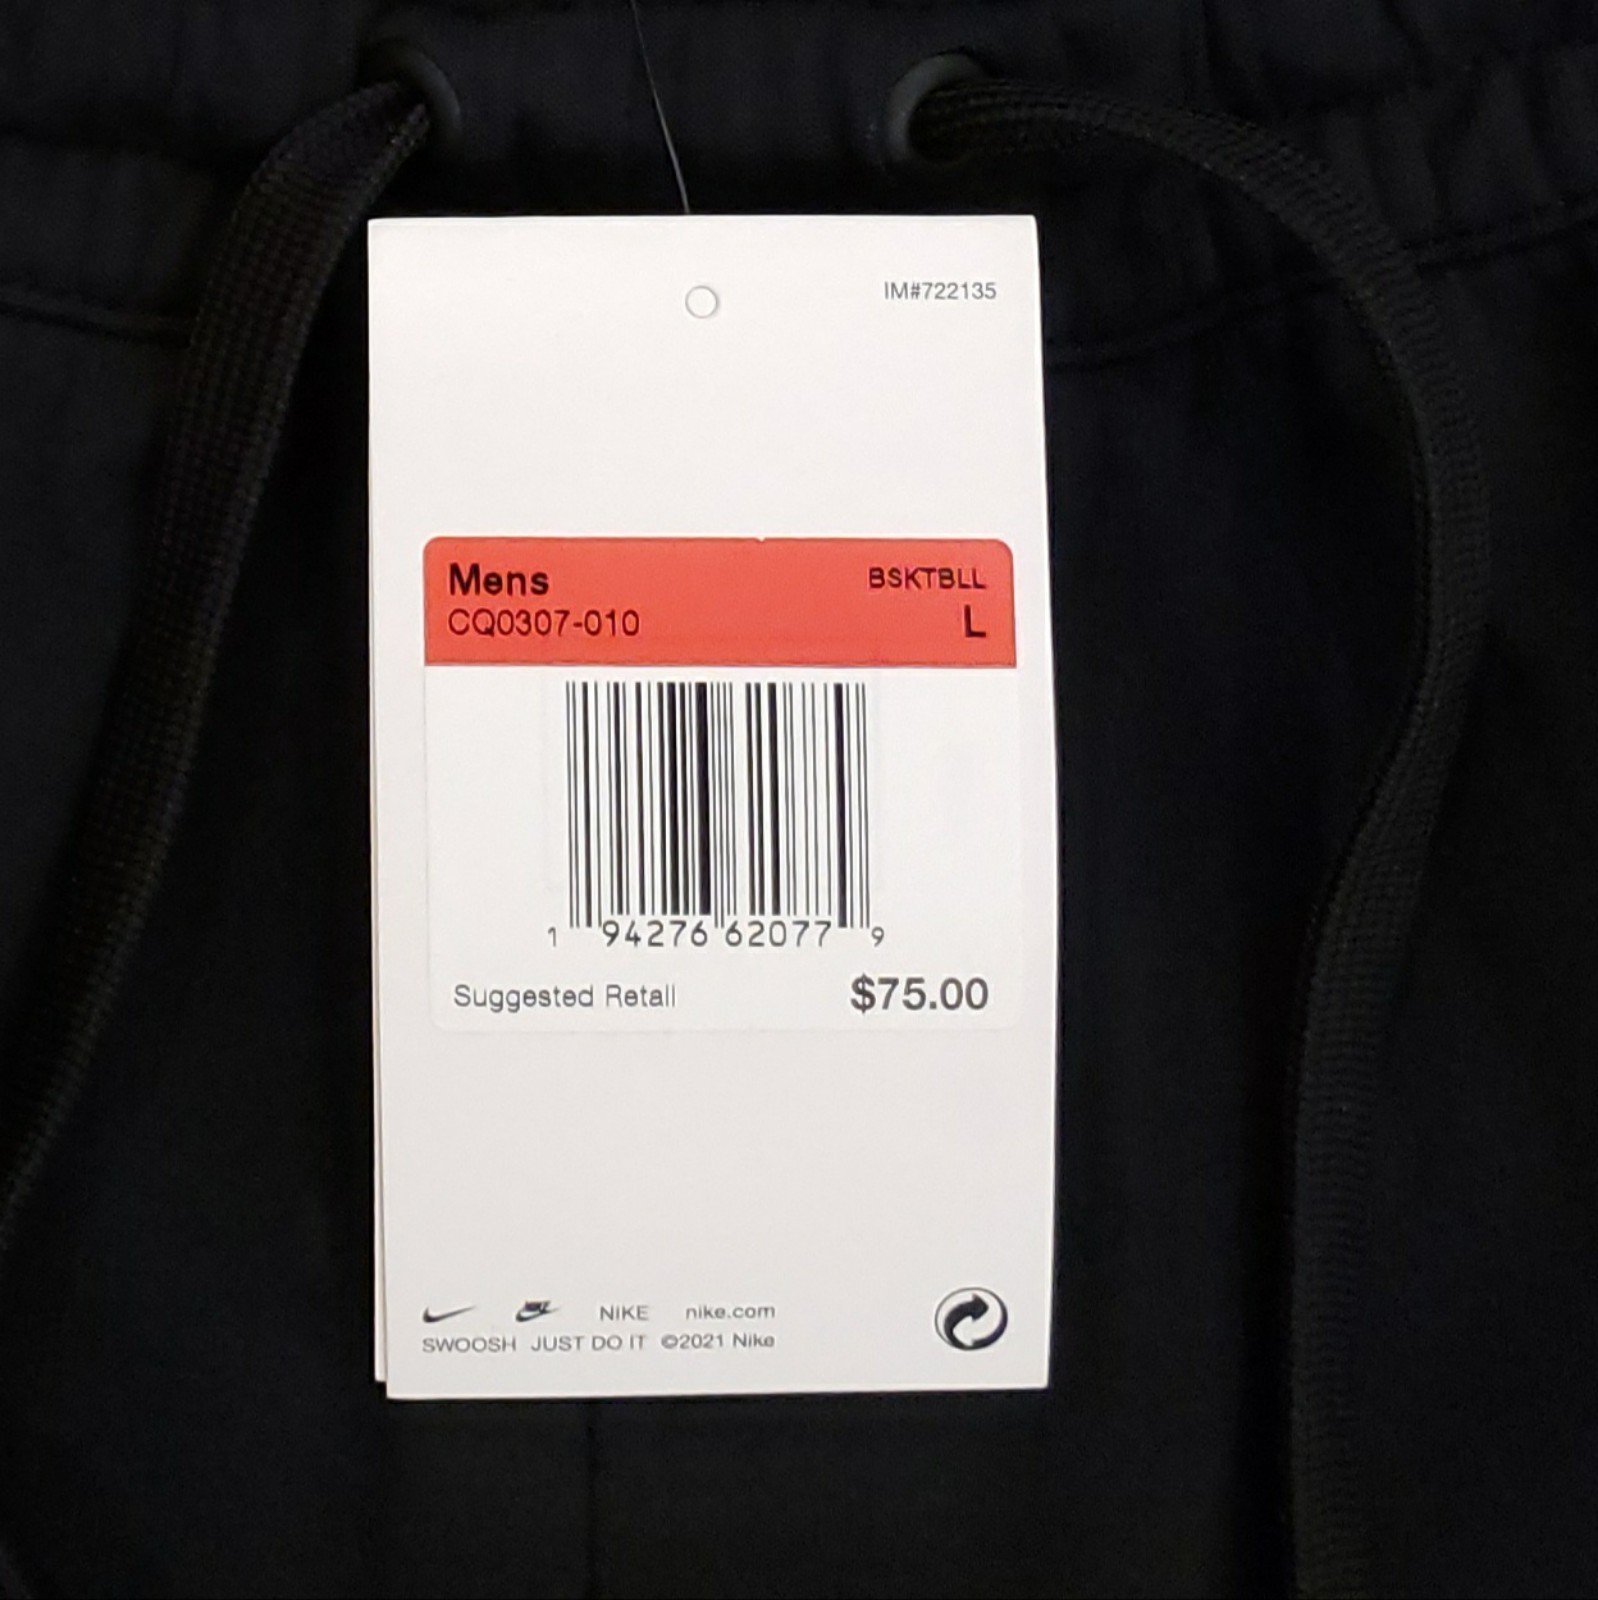 IM#722135
Mens BSKTBLL
CQ0307-010 L
1 94276 62077 9
Suggested Retail $75.00
NIKE nike.com
SWOOSH JUST DO IT ©2021 Nike